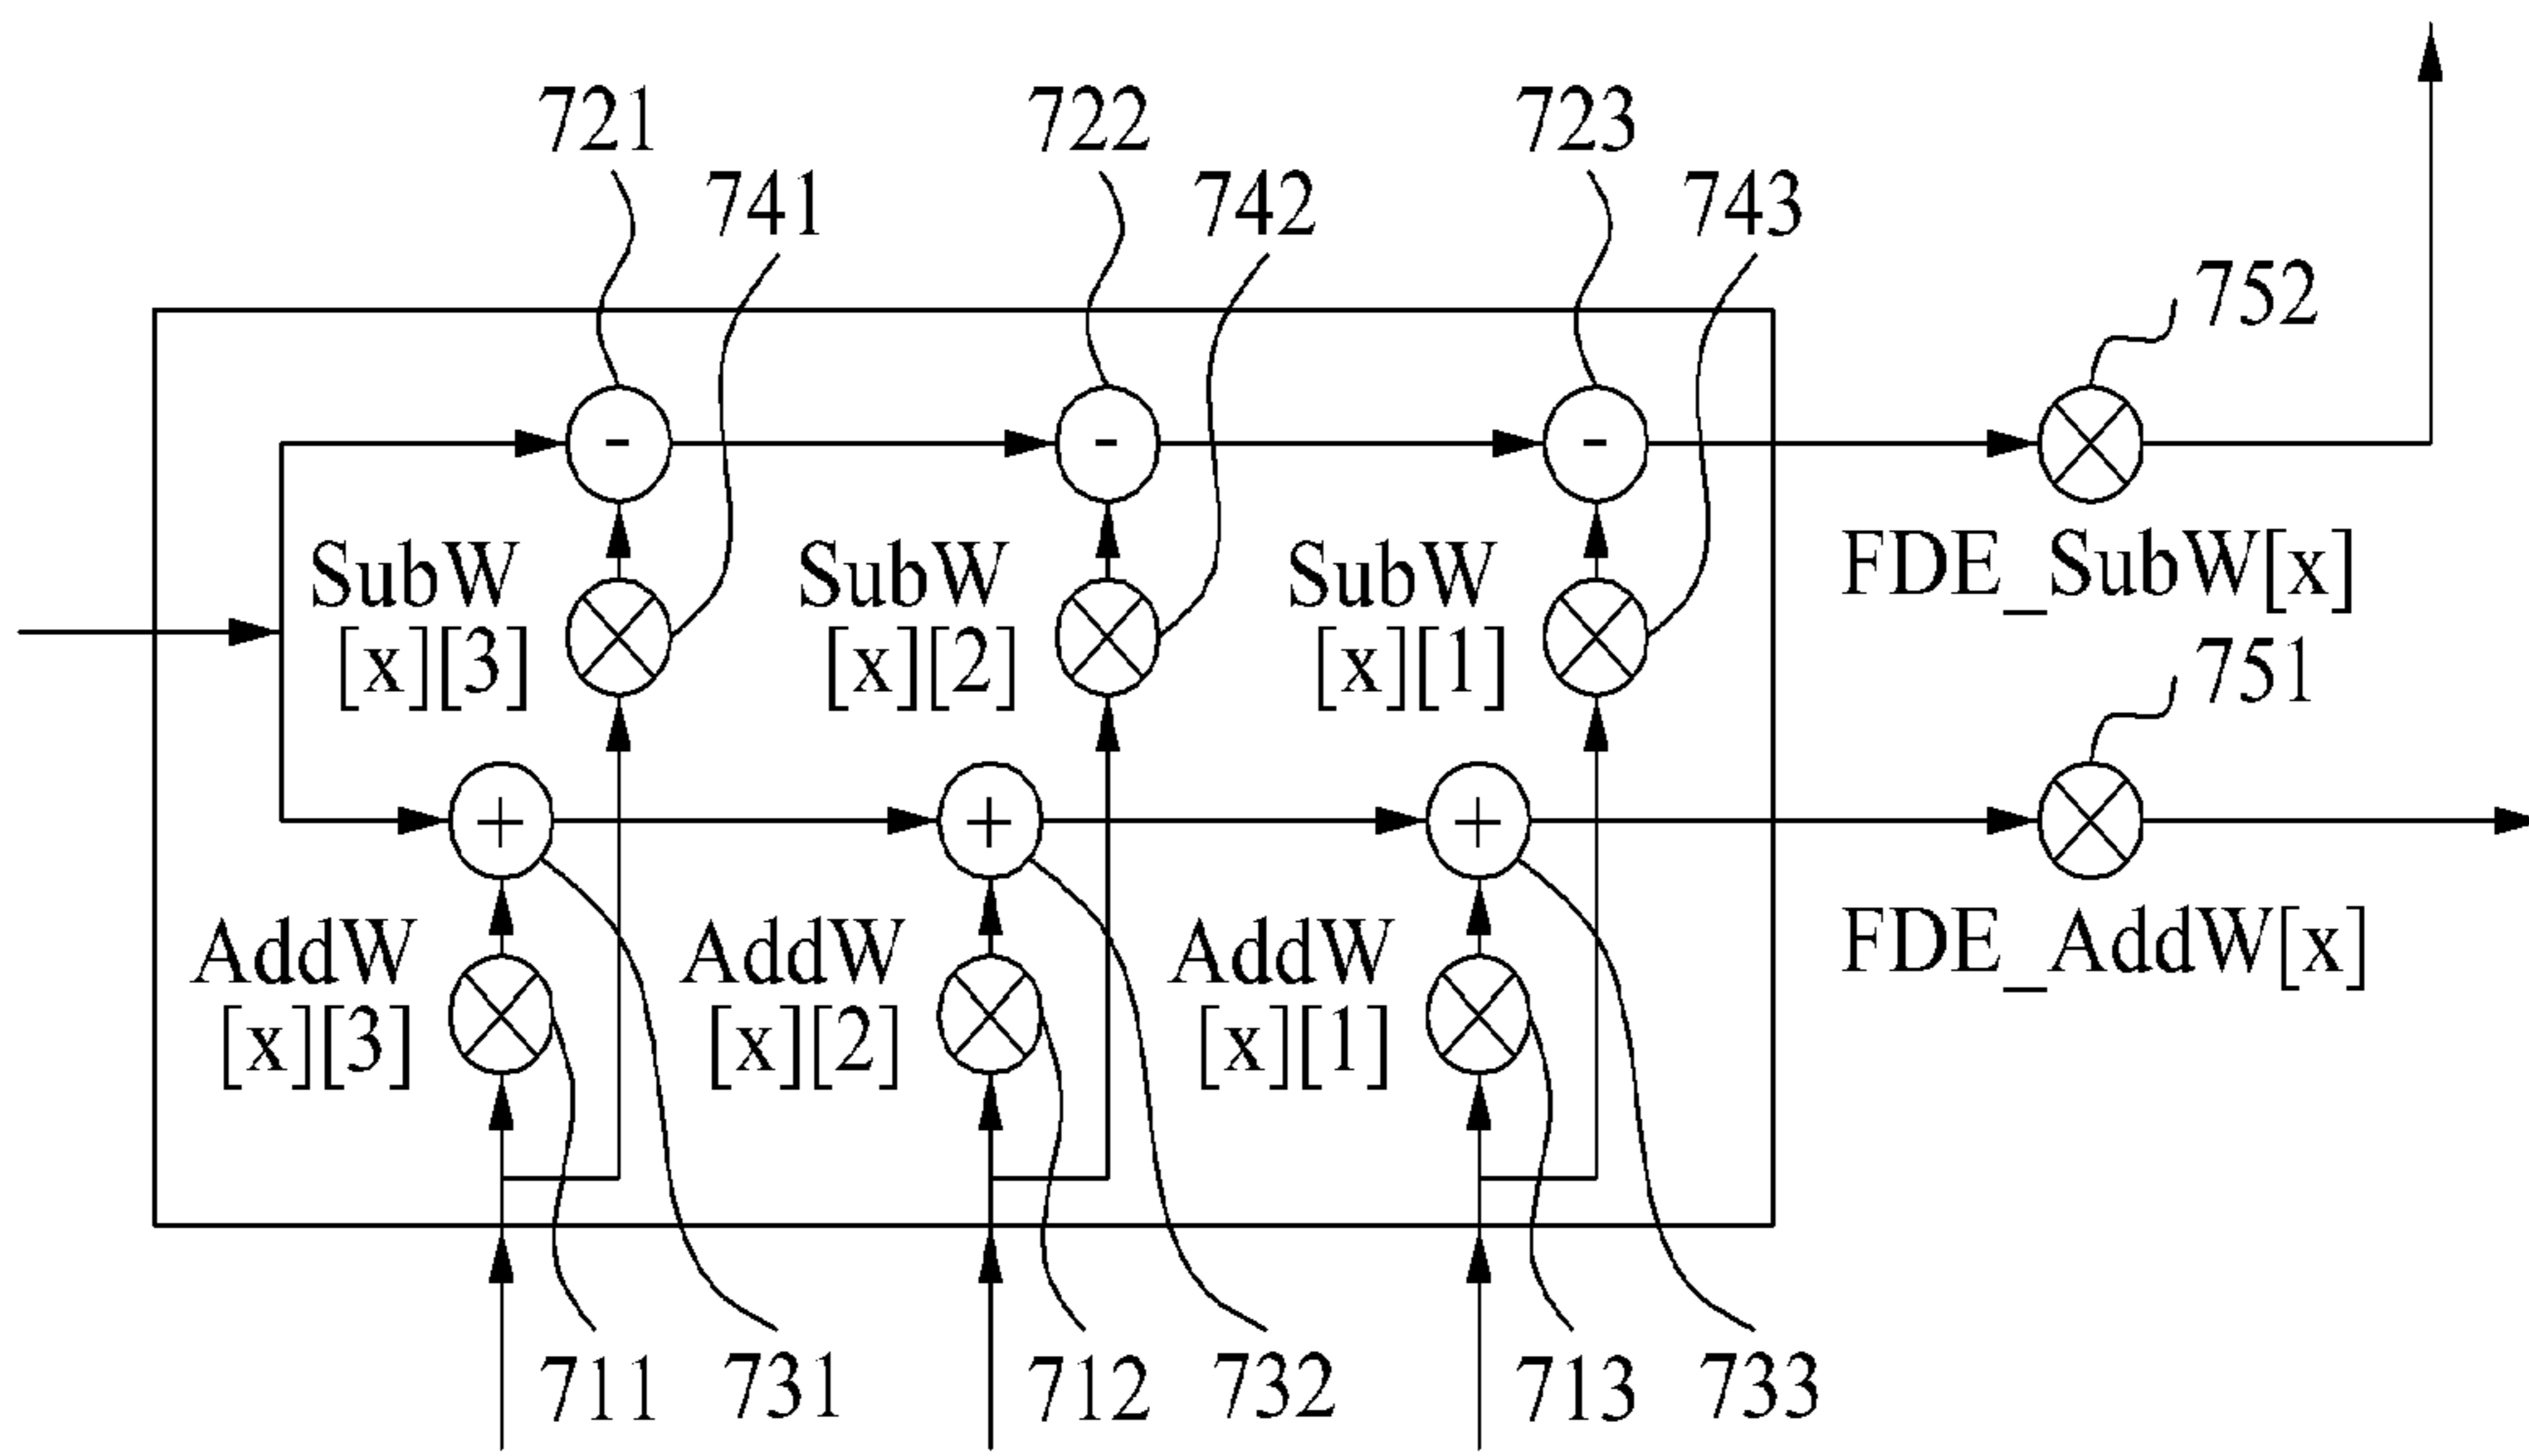 721
722
723
741
742
743
752
SubW
[x][3]
SubW
[x][2]
SubW
[x][1]
FDE_SubW[x]
751
-
-
-
+
+
+
AddW
[x][3]
AddW
[x][2]
AddW
[x][1]
FDE_AddW[x]
711
731
712
732
713
733